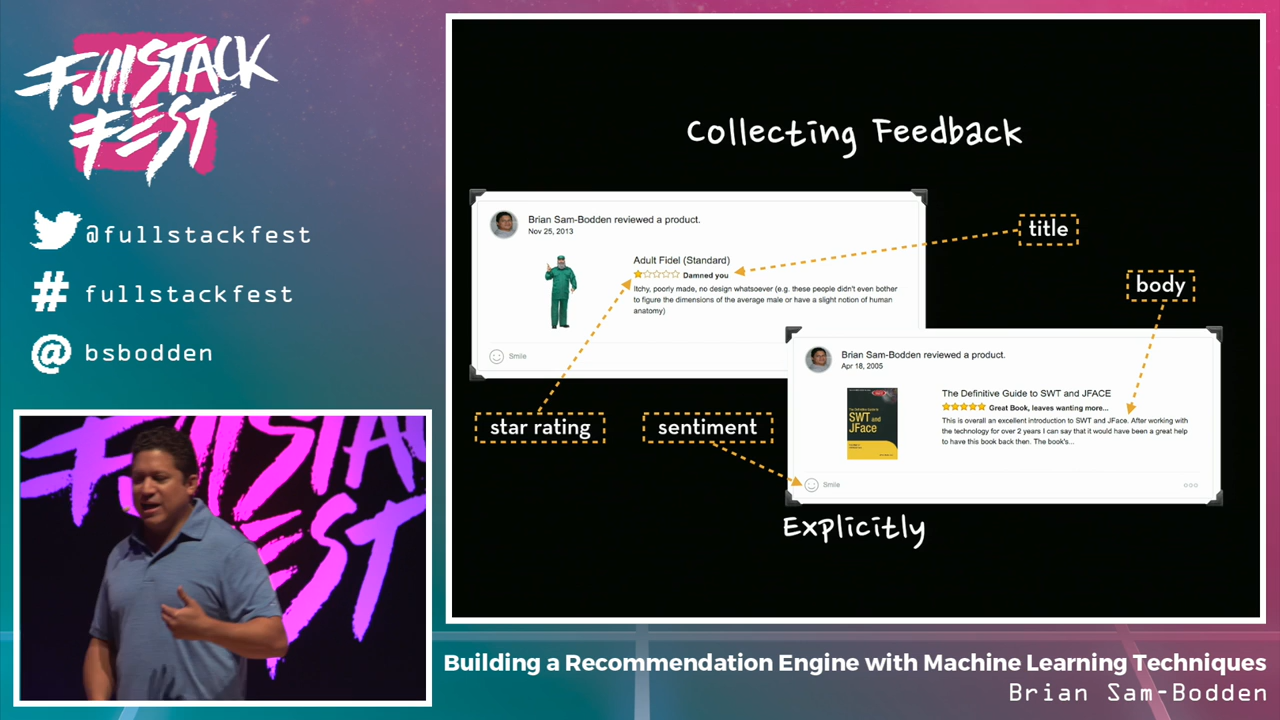 FullSTACK
FEST
@fullstackfest
# fullstackfest
@ bsbodden
Collecting Feedback
Brian Sam-Bodden reviewed a product.
Nov 25, 2013
Adult Fidel (Standard)
Damned you
Itchy, poorly made, no design whatsoever (e.g. these people didn't even bother
to figure the dimensions of the average male or have a slight notion of human
anatomy)
Smile
title
body
star rating
sentiment
Brian Sam-Bodden reviewed a product.
Apr 18, 2005
The Definitive Guide to SWT and JFACE
Great Book, leaves wanting more...
This is overall an excellent introduction to SWT and JFace. After working with
the technology for over 2 years I can say that it would have been a great help
to have this book back then. The book's...
The Definitive
Guide to
SWT and
JFace
Smile
Explicitly
FullSTACK
FEST
Building a Recommendation Engine with Machine Learning Techniques
Brian Sam-Bodden